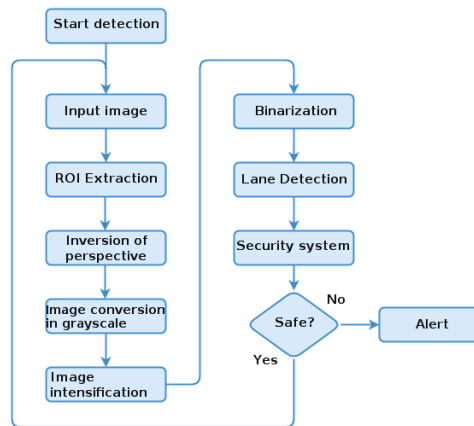 Start detection
Input image
ROI Extraction
Inversion of
perspective
Image conversion
in grayscale
Image
intensification
Binarization
Lane Detection
Security system
Safe?
No
Yes
Alert